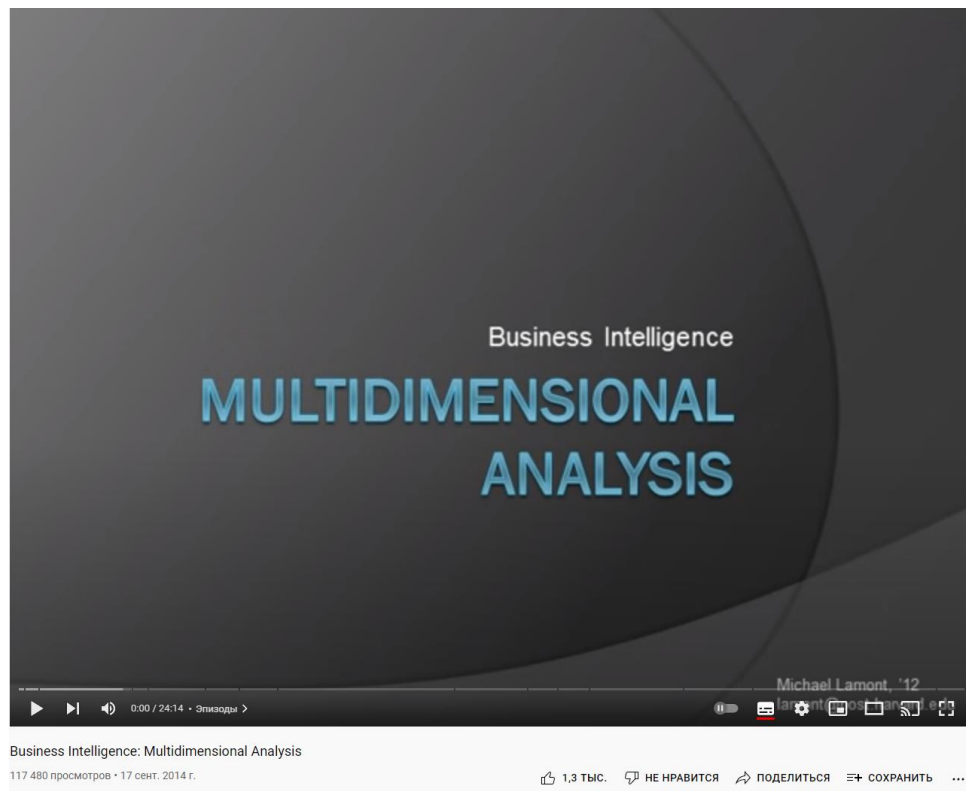 Business Intelligence
MULTIDIMENSIONAL
ANALYSIS
Michael Lamont, '12
0:00 / 24:14 • Эпизоды >
Business Intelligence: Multidimensional Analysis
117 480 просмотров • 17 сент. 2014 г.
1,3 ТЫС. НЕ НРАВИТСЯ ПОДЕЛИТЬСЯ СОХРАНИТЬ ...